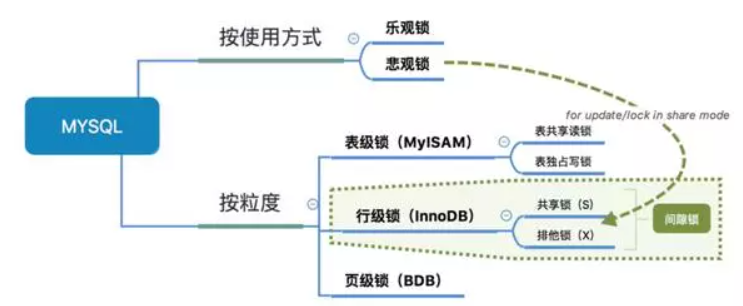 按使用方式
乐观锁
悲观锁
for update/lock in share mode
MYSQL
表级锁（MyISAM）
表共享读锁
表独占写锁
按粒度
行级锁（InnoDB）
共享锁（S）
排他锁（X）
间隙锁
页级锁（BDB）